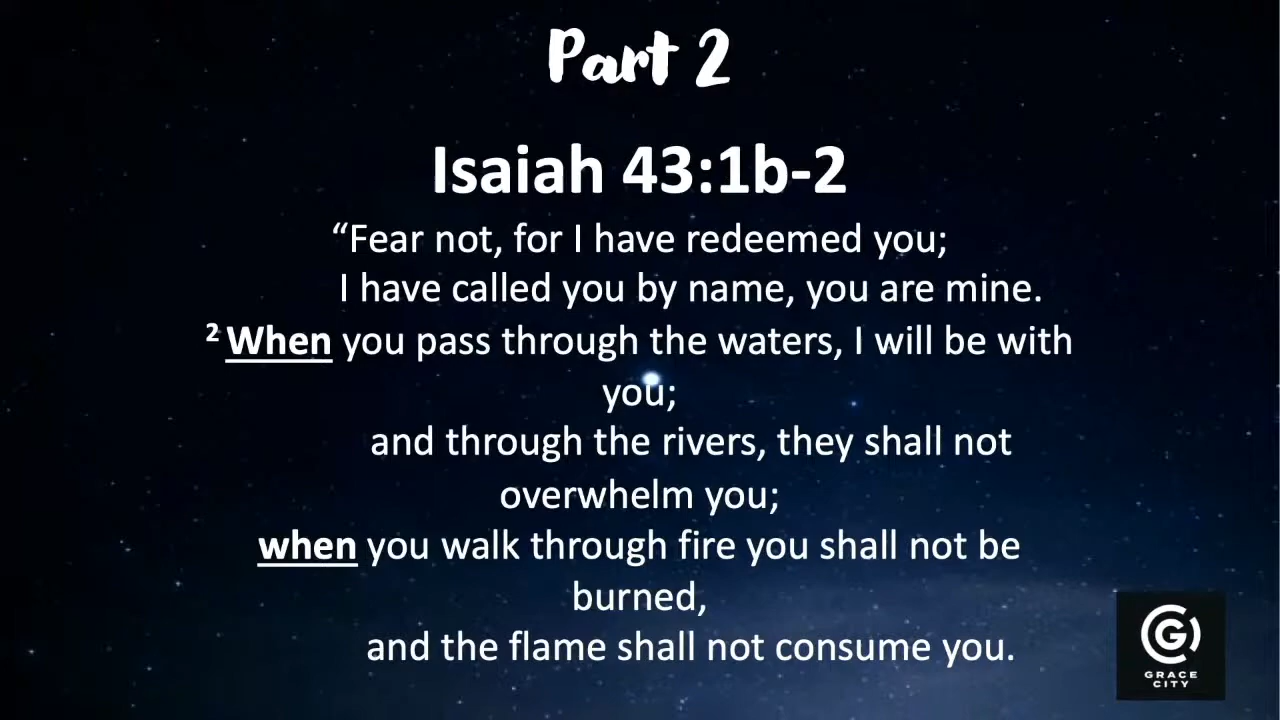 Part 2
Isaiah 43:1b-2
“Fear not, for I have redeemed you;
I have called you by name, you are mine.
2 When you pass through the waters, I will be with
you;
and through the rivers, they shall not
overwhelm you;
when you walk through fire you shall not be
burned,
and the flame shall not consume you.
G
GRACE
CITY